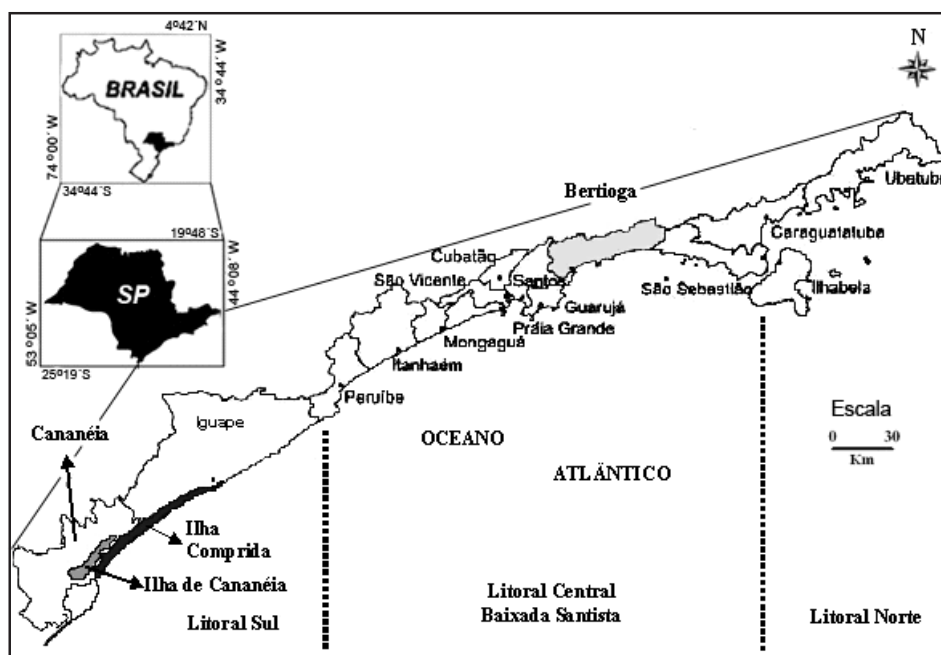 4º42´N
74º00´ W
BRASIL
34º44´ W
34º44´S
19º48´S
53º05´ W
SP
44º08´ W
25º19´S
N
Bertioga
Ubatuba
Caraguatatuba
Cubatão
São Vicente
Santos
São Sebastião
Ilhabela
Guarujá
Praia Grande
Mongaguá
Itanhaém
Peruíbe
Iguape
Cananéia
OCEANO
ATLÂNTICO
Escala
0 30
Km
Ilha
Comprida
Ilha de Cananéia
Litoral Sul
Litoral Central
Baixada Santista
Litoral Norte